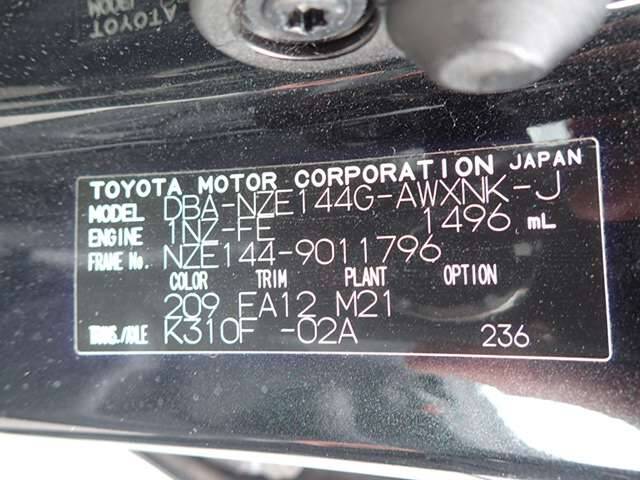 TOYOTA MOTOR CORPORATION JAPAN
MODEL DBA-NZE144G-AWXNK-J
ENGINE 1NZ-FE 1496 mL
FRAME No. NZE144-9011796
COLOR TRIM PLANT OPTION
209 FA12 M21
TRANS./AXLE K310F -02A 236